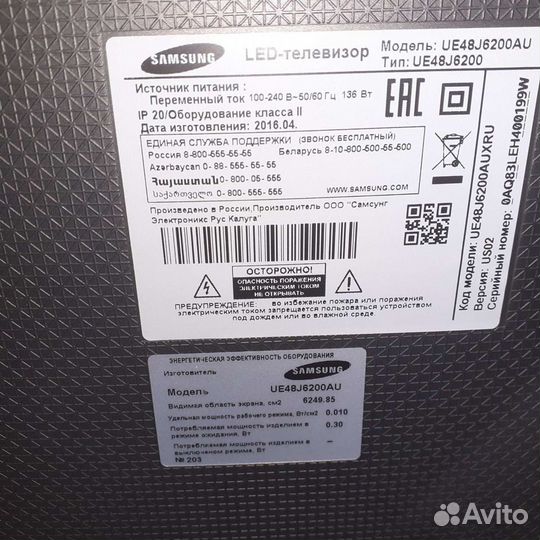 SAMSUNG
LED-телевизор
Модель: UE48J6200AU
Тип: UE48J6200
Источник питания :
Переменный ток 100-240 В~50/60 Гц 136 Вт
IP 20/Оборудование класса II
Дата изготовления: 2016.04.
ЕДИНАЯ СЛУЖБА ПОДДЕРЖКИ (ЗВОНОК БЕСПЛАТНЫЙ)
Россия 8-800-555-55-55 Беларусь 8-10-800-500-55-500
Azərbaycan 0-88-555-55-55
Հայաստան 0-800-05-555
საქართველო 0-800-555-555
WWW.SAMSUNG.COM
EAC
Произведено в России,Производитель ООО "Самсунг
Электроникс Рус Калуга"
ОСТОРОЖНО!
ОПАСНОСТЬ ПОРАЖЕНИЯ
ЭЛЕКТРИЧЕСКИМ ТОКОМ
НЕ ОТКРЫВАТЬ
ПРЕДУПРЕЖДЕНИЕ: во избежание пожара или поражения
электрическим током запрещается пользоваться устройством
под дождем или во влажной среде.
Код модели: UE48J6200AUXRU
Версия: US02
Серийный номер: 0AQ83LEH400199W
ЭНЕРГЕТИЧЕСКАЯ ЭФФЕКТИВНОСТЬ ОБОРУДОВАНИЯ
Изготовитель SAMSUNG
Модель UE48J6200AU
Видимая область экрана, см2 6249.85
Удельная мощность рабочего режима, Вт/см2 0.010
Потребляемая мощность изделием в
режиме ожидания, Вт 0.30
Потребляемая мощность изделием в
выключеном режиме, Вт –
№ 203
Avito